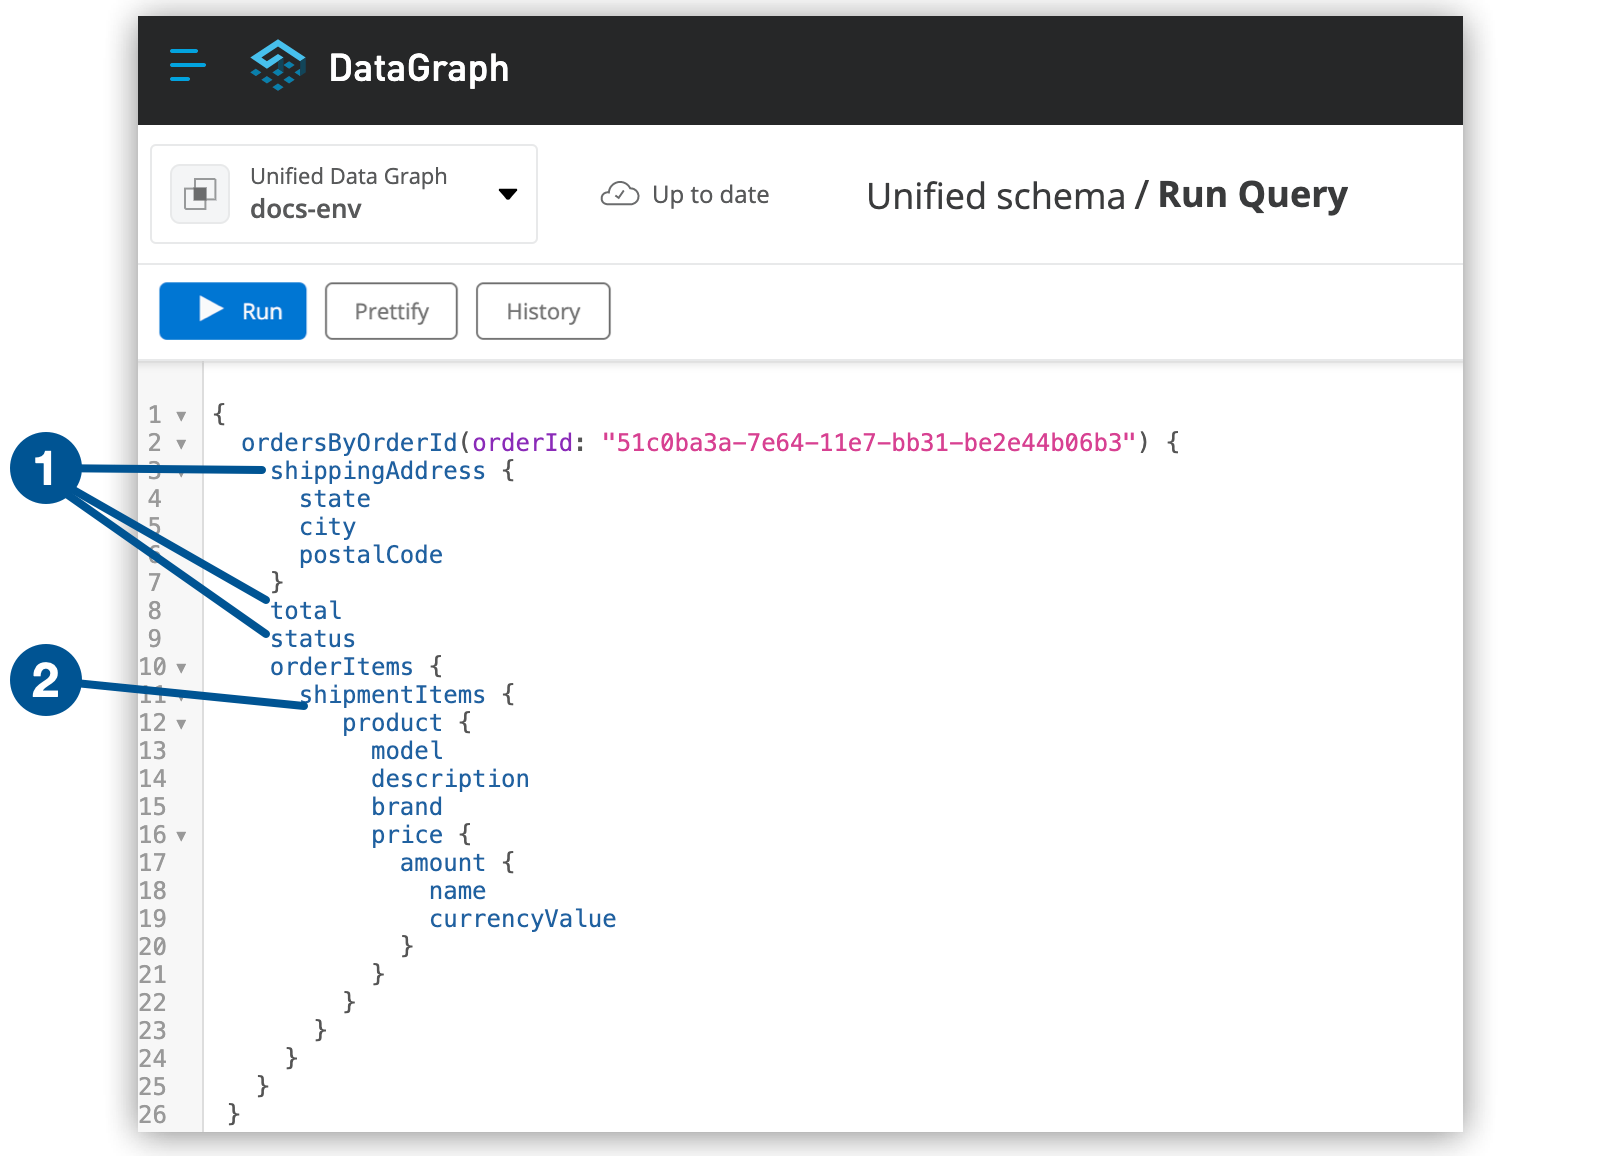 DataGraph
Unified Data Graph
docs-env
Up to date
Unified schema / Run Query
Run
Prettify
History
1 {
2 ordersByOrderId(orderId: "51c0ba3a-7e64-11e7-bb31-be2e44b06b3") {
3 shippingAddress {
4 state
5 city
6 postalCode
7 }
8 total
9 status
10 orderItems {
11 shipmentItems {
12 product {
13 model
14 description
15 brand
16 price {
17 amount {
18 name
19 currencyValue
20 }
21 }
22 }
23 }
24 }
25 }
26 }
1
2